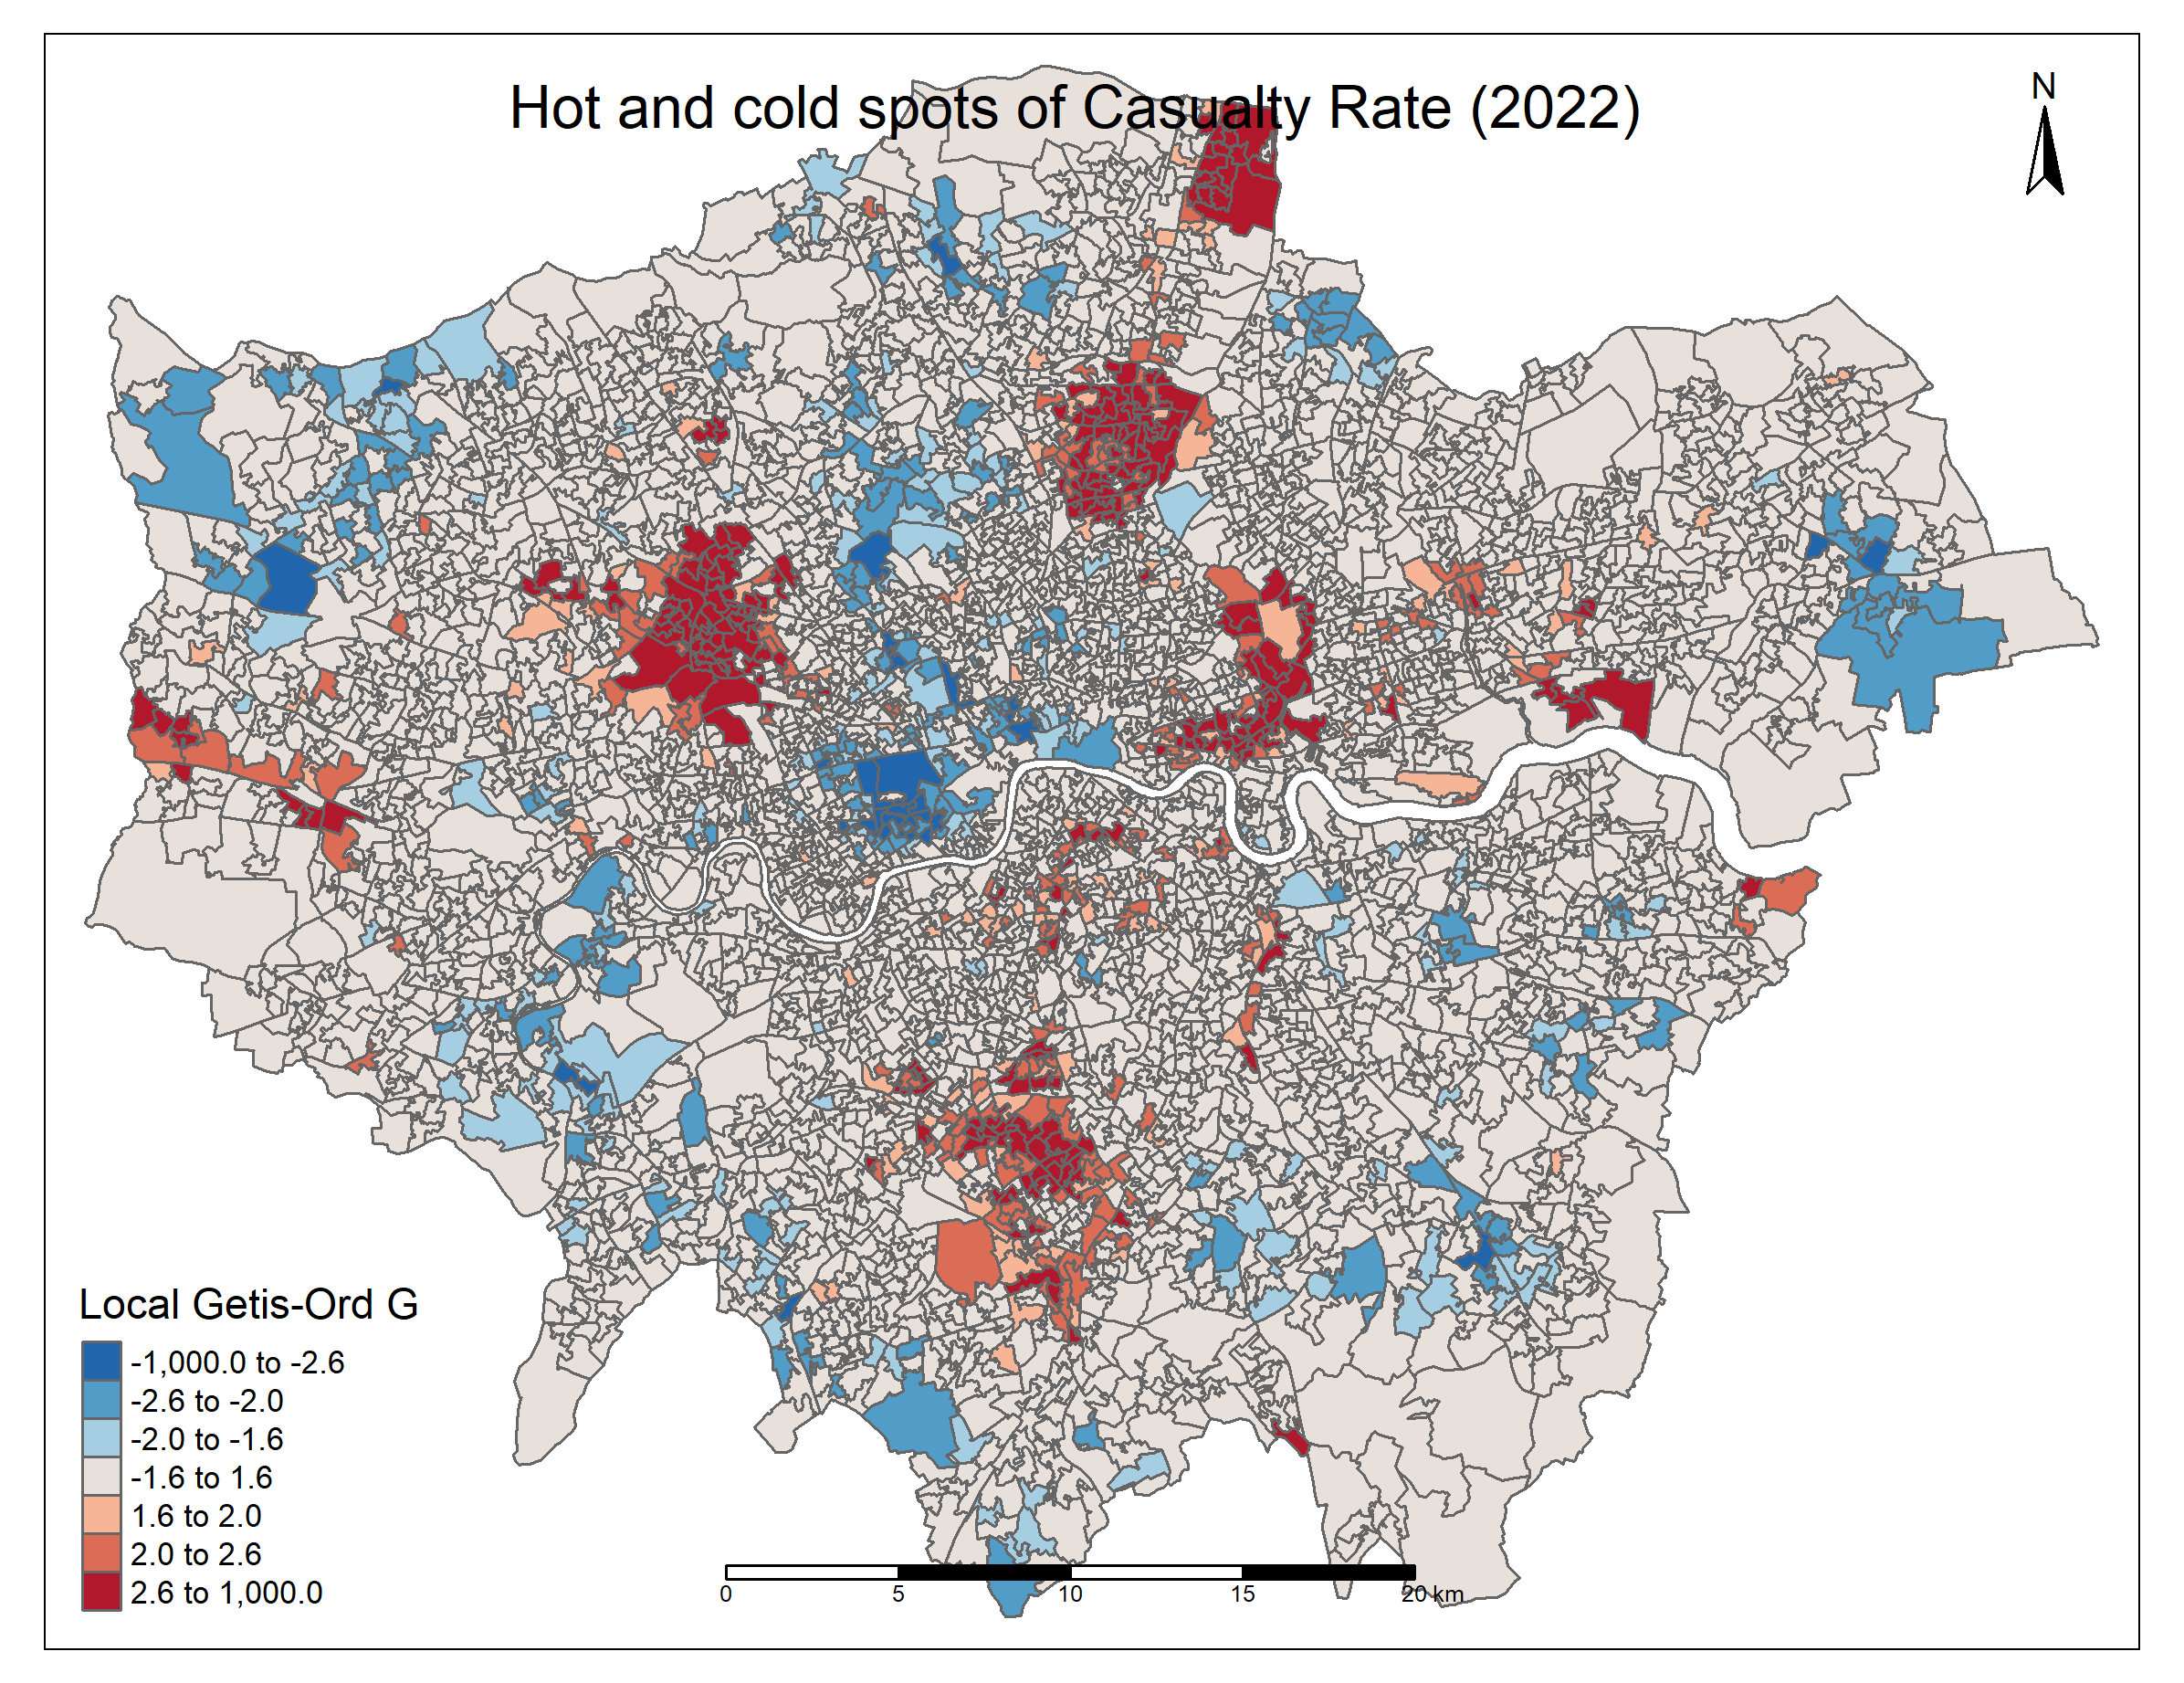 Hot and cold spots of Casualty Rate (2022)
N
Local Getis-Ord G
-1,000.0 to -2.6
-2.6 to -2.0
-2.0 to -1.6
-1.6 to 1.6
1.6 to 2.0
2.0 to 2.6
2.6 to 1,000.0
0 5 10 15 20 km